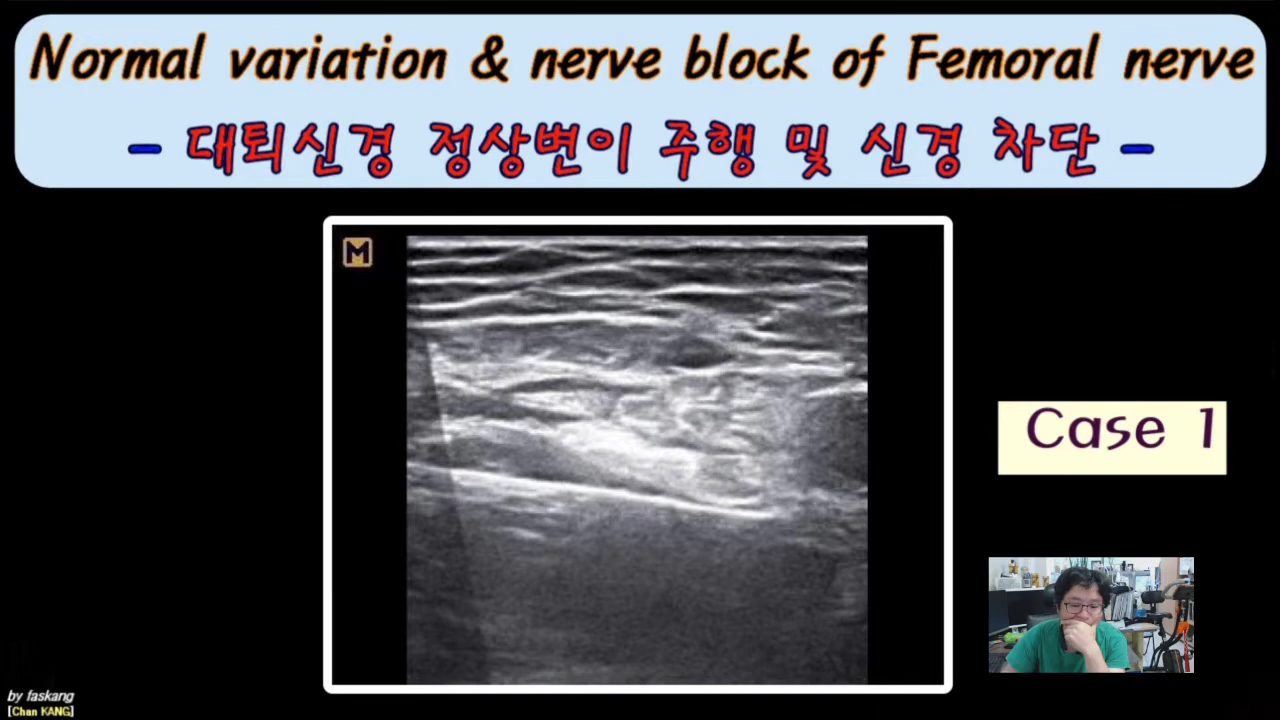 Normal variation & nerve block of Femoral nerve
- 대퇴신경 정상변이 주행 및 신경 차단 -
M
Case 1
by faskang
[Chan KANG]